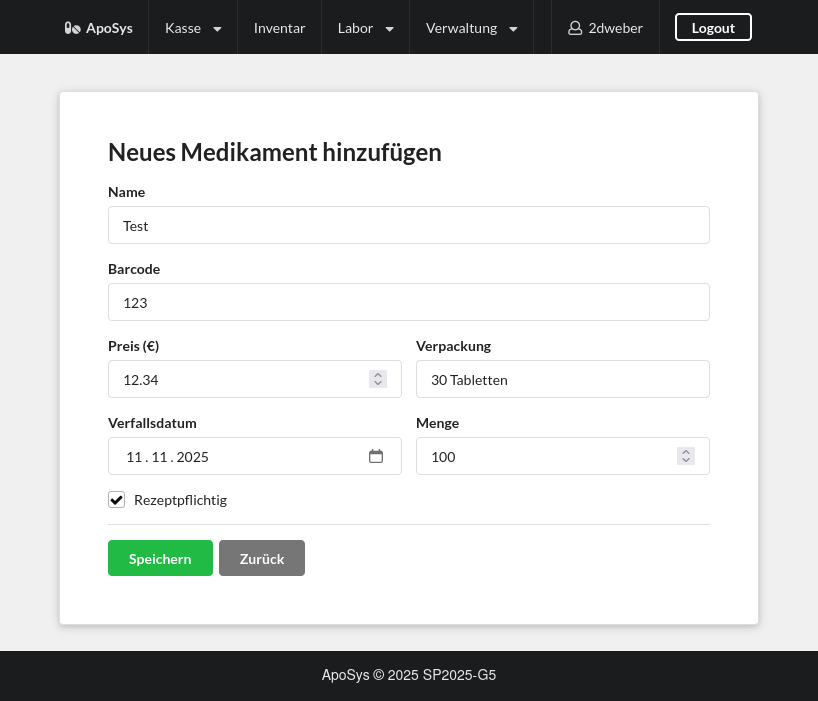 ApoSys Kasse Inventar Labor Verwaltung 2dweber Logout
Neues Medikament hinzufügen
Name
Test
Barcode
123
Preis (€) Verpackung
12.34 30 Tabletten
Verfallsdatum Menge
11 . 11 . 2025 100
Rezeptpflichtig
Speichern Zurück
ApoSys © 2025 SP2025-G5